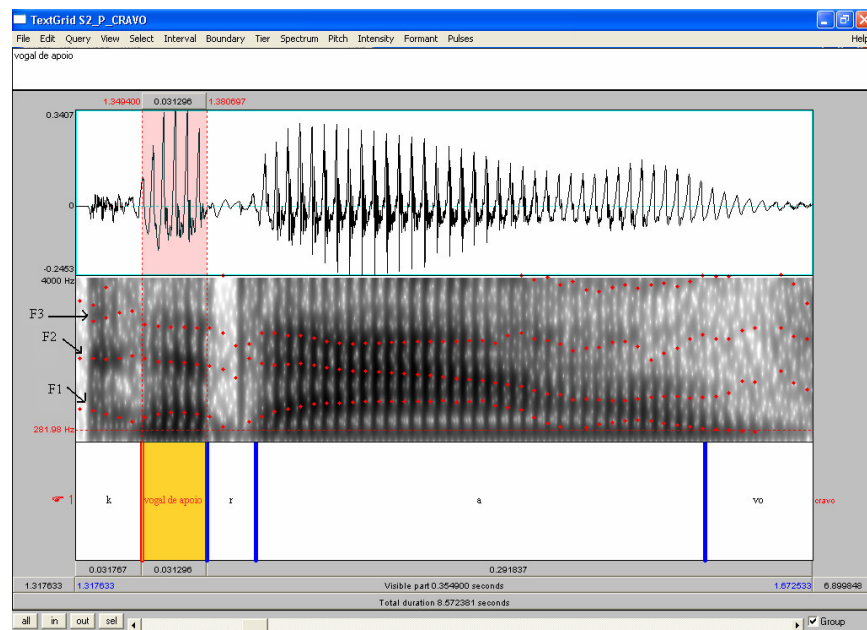 TextGrid S2_P_CRAVO
File Edit Query View Select Interval Boundary Tier Spectrum Pitch Intensity Formant Pulses Help
vogal de apoio
1.349400 0.031296 1.380697
0.3407
0
-0.2453
4000 Hz
F3
F2
F1
281.98 Hz
1 k vogal de apoio r a vo cravo
0.031767 0.031296 0.291837
1.317633 1.317633 Visible part 0.354900 seconds 1.672533 6.899848
Total duration 8.572381 seconds
all in out sel Group